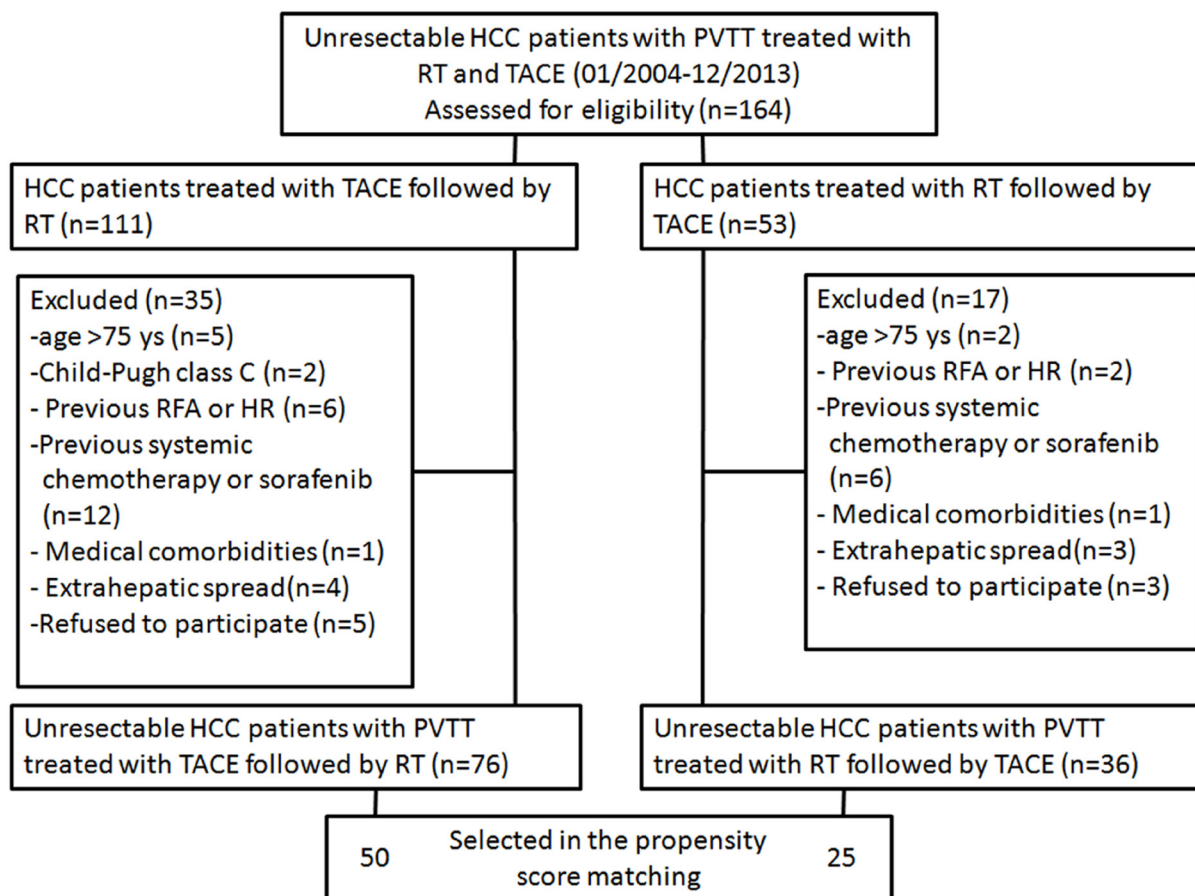 Unresectable HCC patients with PVTT treated with
RT and TACE (01/2004-12/2013)
Assessed for eligibility (n=164)
HCC patients treated with TACE followed by
RT (n=111)
HCC patients treated with RT followed by
TACE (n=53)
Excluded (n=35)
-age >75 ys (n=5)
-Child-Pugh class C (n=2)
- Previous RFA or HR (n=6)
-Previous systemic
chemotherapy or sorafenib
(n=12)
- Medical comorbidities (n=1)
- Extrahepatic spread(n=4)
-Refused to participate (n=5)
Excluded (n=17)
-age >75 ys (n=2)
- Previous RFA or HR (n=2)
-Previous systemic
chemotherapy or sorafenib
(n=6)
- Medical comorbidities (n=1)
- Extrahepatic spread(n=3)
- Refused to participate (n=3)
Unresectable HCC patients with PVTT
treated with TACE followed by RT (n=76)
Unresectable HCC patients with PVTT
treated with RT followed by TACE (n=36)
50 Selected in the propensity 25
score matching